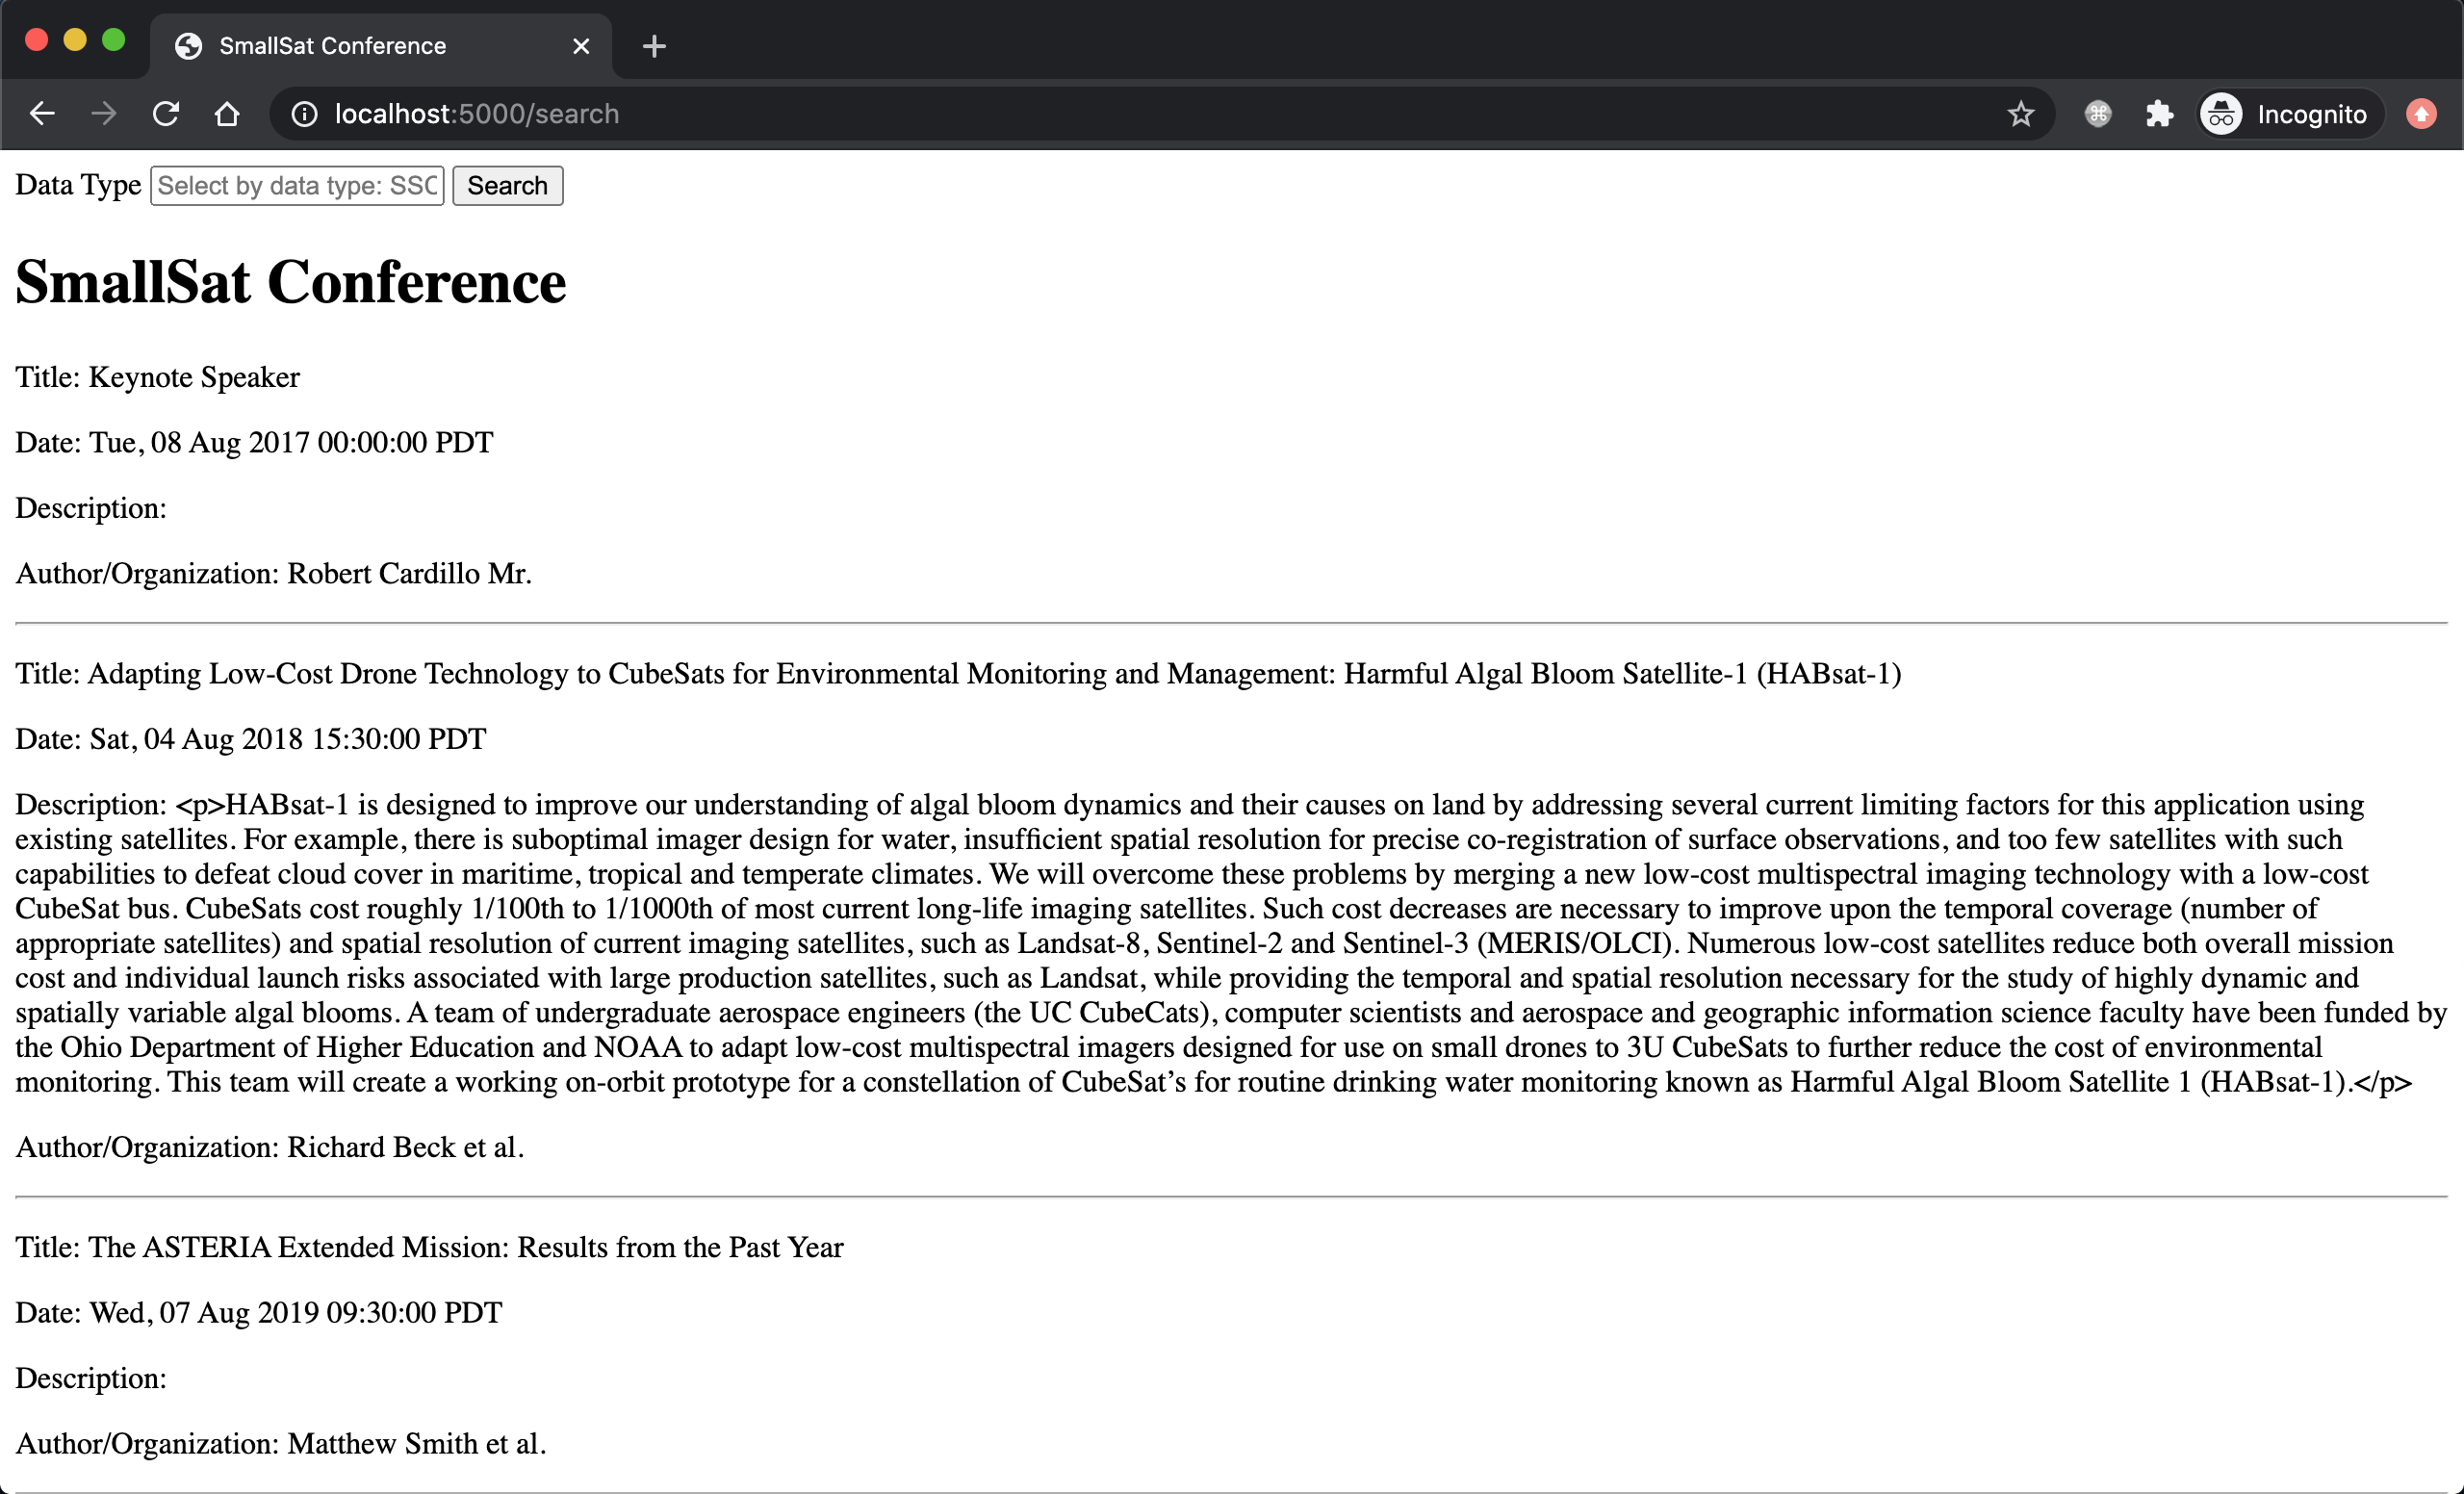 SmallSat Conference
localhost:5000/search
Incognito
Data Type Select by data type: SSC Search
SmallSat Conference
Title: Keynote Speaker
Date: Tue, 08 Aug 2017 00:00:00 PDT
Description:
Author/Organization: Robert Cardillo Mr.
Title: Adapting Low-Cost Drone Technology to CubeSats for Environmental Monitoring and Management: Harmful Algal Bloom Satellite-1 (HABsat-1)
Date: Sat, 04 Aug 2018 15:30:00 PDT
Description: <p>HABsat-1 is designed to improve our understanding of algal bloom dynamics and their causes on land by addressing several current limiting factors for this application using
existing satellites. For example, there is suboptimal imager design for water, insufficient spatial resolution for precise co-registration of surface observations, and too few satellites with such
capabilities to defeat cloud cover in maritime, tropical and temperate climates. We will overcome these problems by merging a new low-cost multispectral imaging technology with a low-cost
CubeSat bus. CubeSats cost roughly 1/100th to 1/1000th of most current long-life imaging satellites. Such cost decreases are necessary to improve upon the temporal coverage (number of
appropriate satellites) and spatial resolution of current imaging satellites, such as Landsat-8, Sentinel-2 and Sentinel-3 (MERIS/OLCI). Numerous low-cost satellites reduce both overall mission
cost and individual launch risks associated with large production satellites, such as Landsat, while providing the temporal and spatial resolution necessary for the study of highly dynamic and
spatially variable algal blooms. A team of undergraduate aerospace engineers (the UC CubeCats), computer scientists and aerospace and geographic information science faculty have been funded by
the Ohio Department of Higher Education and NOAA to adapt low-cost multispectral imagers designed for use on small drones to 3U CubeSats to further reduce the cost of environmental
monitoring. This team will create a working on-orbit prototype for a constellation of CubeSat’s for routine drinking water monitoring known as Harmful Algal Bloom Satellite 1 (HABsat-1).</p>
Author/Organization: Richard Beck et al.
Title: The ASTERIA Extended Mission: Results from the Past Year
Date: Wed, 07 Aug 2019 09:30:00 PDT
Description:
Author/Organization: Matthew Smith et al.